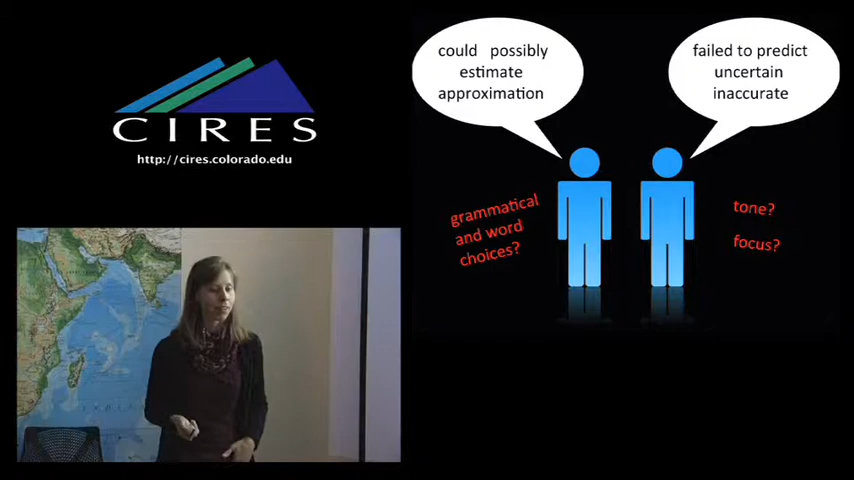 CIRES
http://cires.colorado.edu
could possibly
estimate
approximation
failed to predict
uncertain
inaccurate
grammatical
and word
choices?
tone?
focus?